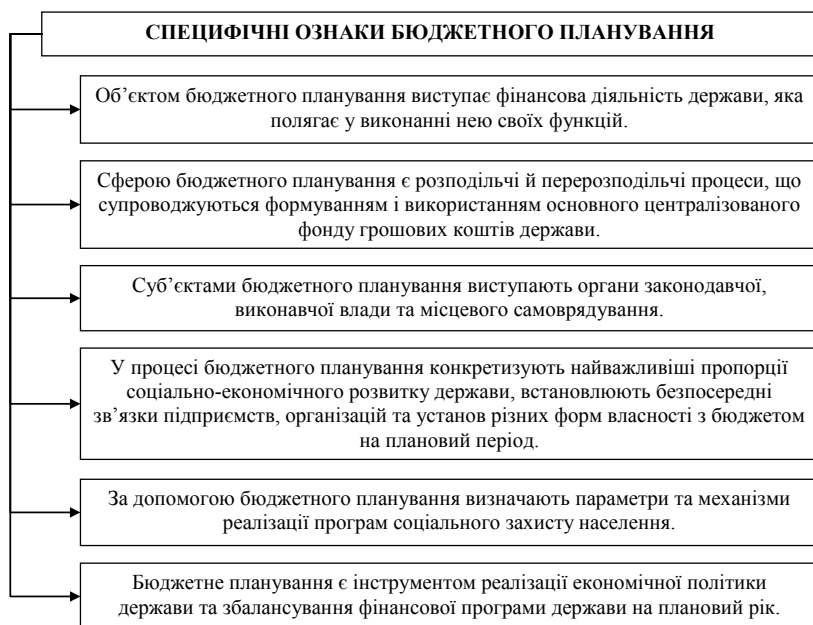 СПЕЦИФІЧНІ ОЗНАКИ БЮДЖЕТНОГО ПЛАНУВАННЯ
Об’єктом бюджетного планування виступає фінансова діяльність держави, яка
полягає у виконанні нею своїх функцій.
Сферою бюджетного планування є розподільчі й перерозподільчі процеси, що
супроводжуються формуванням і використанням основного централізованого
фонду грошових коштів держави.
Суб’єктами бюджетного планування виступають органи законодавчої,
виконавчої влади та місцевого самоврядування.
У процесі бюджетного планування конкретизують найважливіші пропорції
соціально-економічного розвитку держави, встановлюють безпосередні
зв’язки підприємств, організацій та установ різних форм власності з бюджетом
на плановий період.
За допомогою бюджетного планування визначають параметри та механізми
реалізації програм соціального захисту населення.
Бюджетне планування є інструментом реалізації економічної політики
держави та збалансування фінансової програми держави на плановий рік.